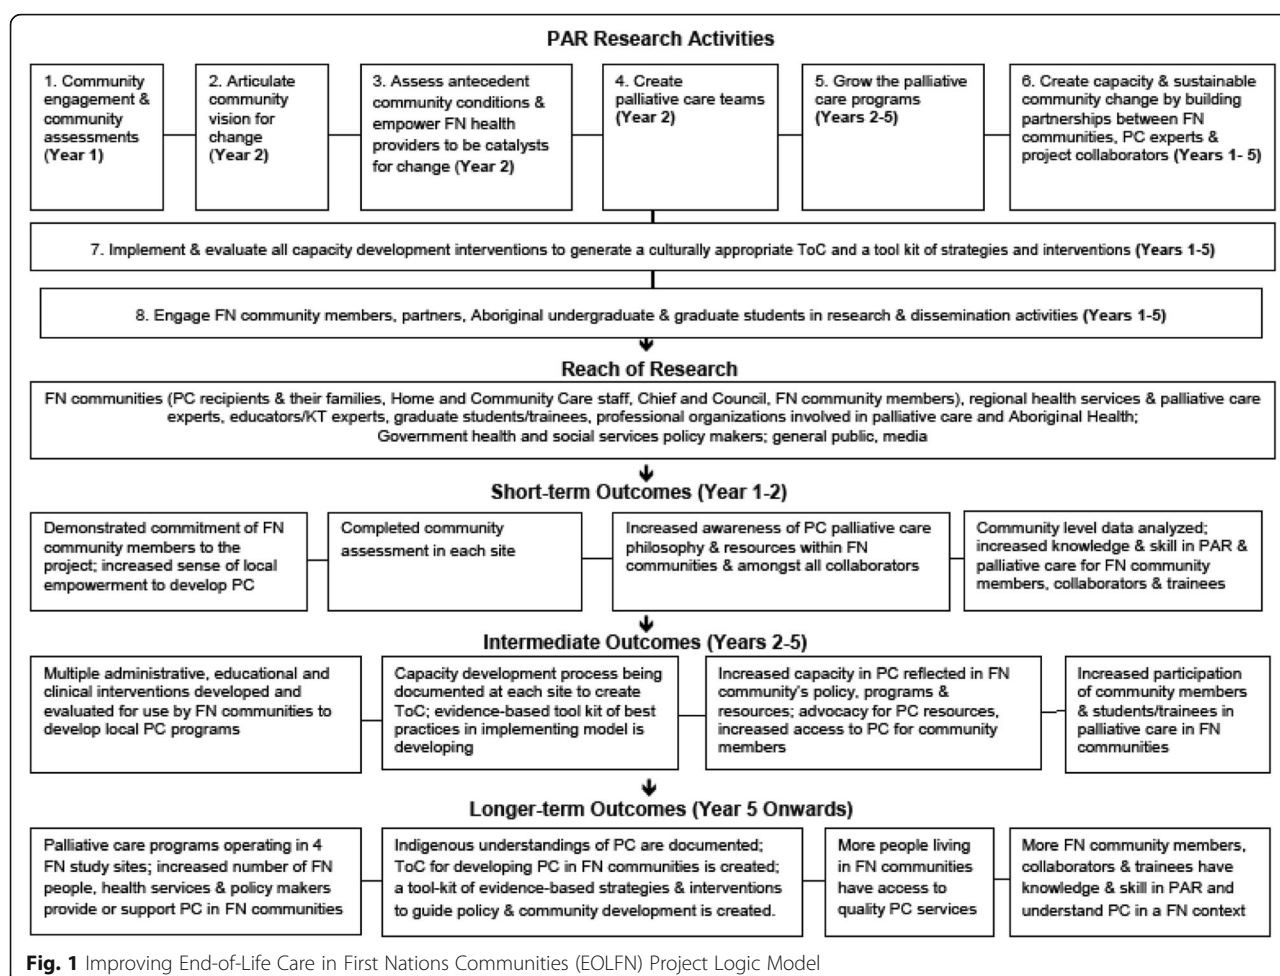 PAR Research Activities
1. Community
engagement &
community
assessments
(Year 1)
2. Articulate
community
vision for
change
(Year 2)
3. Assess antecedent
community conditions &
empower FN health
providers to be catalysts
for change (Year 2)
4. Create
palliative care teams
(Year 2)
5. Grow the palliative
care programs
(Years 2-5)
6. Create capacity & sustainable
community change by building
partnerships between FN
communities, PC experts &
project collaborators (Years 1- 5)
7. Implement & evaluate all capacity development interventions to generate a culturally appropriate ToC and a tool kit of strategies and interventions (Years 1-5)
8. Engage FN community members, partners, Aboriginal undergraduate & graduate students in research & dissemination activities (Years 1-5)
Reach of Research
FN communities (PC recipients & their families, Home and Community Care staff, Chief and Council, FN community members), regional health services & palliative care
experts, educators/KT experts, graduate students/trainees, professional organizations involved in palliative care and Aboriginal Health;
Government health and social services policy makers; general public, media
Short-term Outcomes (Year 1-2)
Demonstrated commitment of FN
community members to the
project; increased sense of local
empowerment to develop PC
Completed community
assessment in each site
Increased awareness of PC palliative care
philosophy & resources within FN
communities & amongst all collaborators
Community level data analyzed;
increased knowledge & skill in PAR &
palliative care for FN community
members, collaborators & trainees
Intermediate Outcomes (Years 2-5)
Multiple administrative, educational and
clinical interventions developed and
evaluated for use by FN communities to
develop local PC programs
Capacity development process being
documented at each site to create
ToC; evidence-based tool kit of best
practices in implementing model is
developing
Increased capacity in PC reflected in FN
community's policy, programs &
resources; advocacy for PC resources,
increased access to PC for community
members
Increased participation
of community members
& students/trainees in
palliative care in FN
communities
Longer-term Outcomes (Year 5 Onwards)
Palliative care programs operating in 4
FN study sites; increased number of FN
people, health services & policy makers
provide or support PC in FN communities
Indigenous understandings of PC are documented;
ToC for developing PC in FN communities is created;
a tool-kit of evidence-based strategies & interventions
to guide policy & community development is created.
More people living
in FN communities
have access to
quality PC services
More FN community members,
collaborators & trainees have
knowledge & skill in PAR and
understand PC in a FN context
Fig. 1 Improving End-of-Life Care in First Nations Communities (EOLFN) Project Logic Model